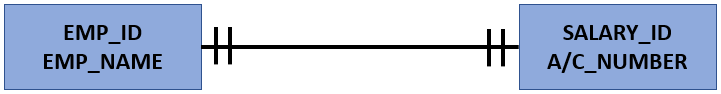 EMP_ID
EMP_NAME
SALARY_ID
A/C_NUMBER